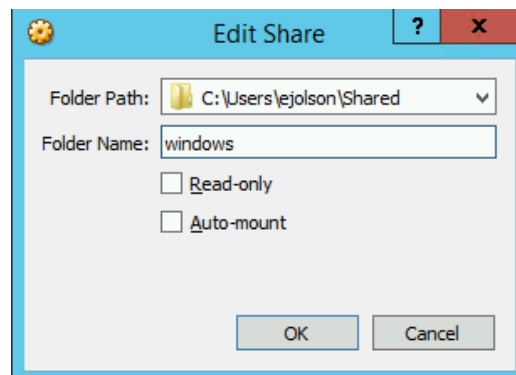 Edit Share
?
x
Folder Path: C:\Users\ejolson\Shared
Folder Name: windows
Read-only
Auto-mount
OK
Cancel